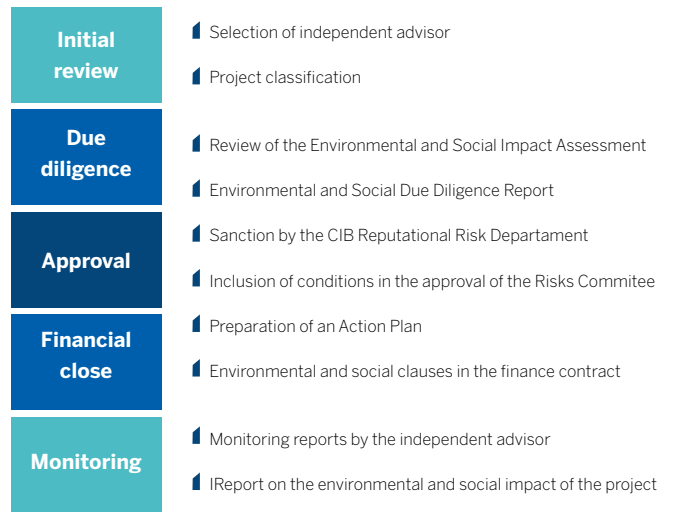 Initial
review
Selection of independent advisor
Project classification
Due
diligence
Review of the Environmental and Social Impact Assessment
Environmental and Social Due Diligence Report
Approval
Sanction by the CIB Reputational Risk Departament
Inclusion of conditions in the approval of the Risks Commitee
Financial
close
Preparation of an Action Plan
Environmental and social clauses in the finance contract
Monitoring
Monitoring reports by the independent advisor
IReport on the environmental and social impact of the project